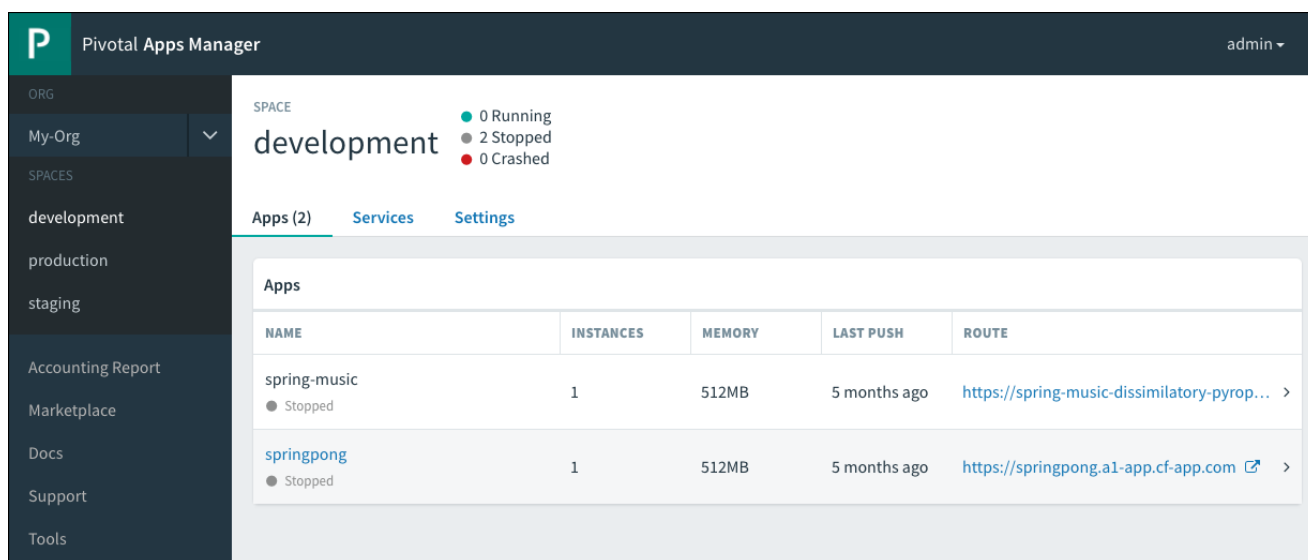 P Pivotal Apps Manager admin
ORG
My-Org
SPACES
development
production
staging
Accounting Report
Marketplace
Docs
Support
Tools
SPACE
development
0 Running
2 Stopped
0 Crashed
Apps (2) Services Settings
Apps
NAME INSTANCES MEMORY LAST PUSH ROUTE
spring-music 1 512MB 5 months ago https://spring-music-dissimilatory-pyrop...
Stopped
springpong 1 512MB 5 months ago https://springpong.a1-app.cf-app.com
Stopped